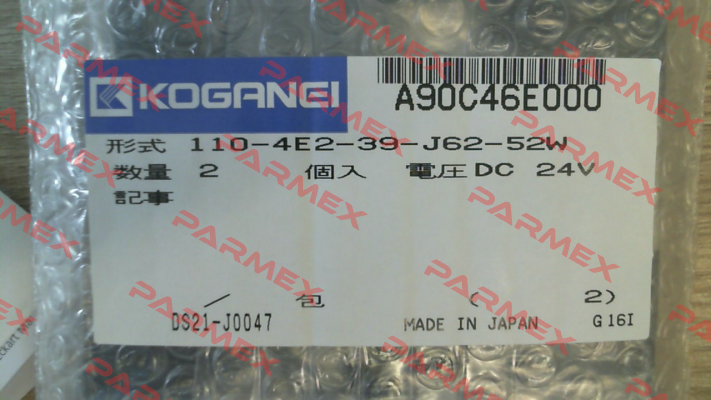 KOGANEI
A90C46E000
形式 110-4E2-39-J62-52W
数量 2 個入 電圧 DC 24V
記事
/ 包 ( 2)
DS21-J0047 MADE IN JAPAN G16I
PARMEX